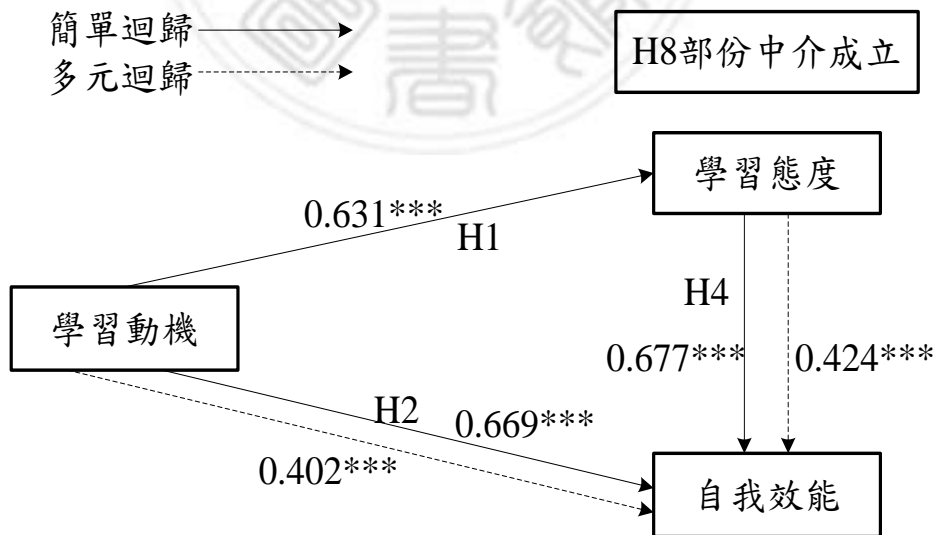 簡單迴歸
多元迴歸
H8部份中介成立
書
學習態度
0.631***
H1
學習動機
H4
0.677***
0.424***
H2
0.669***
0.402***
自我效能